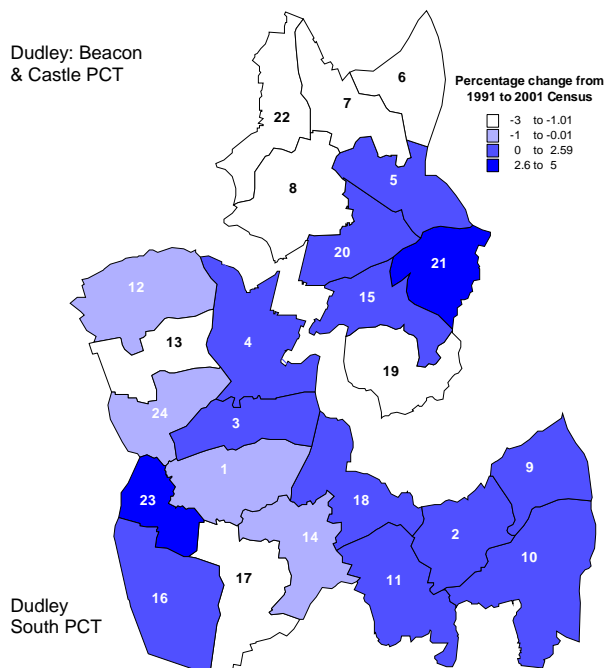 Dudley: Beacon
& Castle PCT
Percentage change from
1991 to 2001 Census
-3 to -1.01
-1 to -0.01
0 to 2.59
2.6 to 5
6
7
22
5
8
20
21
12
15
13
4
19
24
3
9
1
23
18
2
14
10
17
11
16
Dudley
South PCT